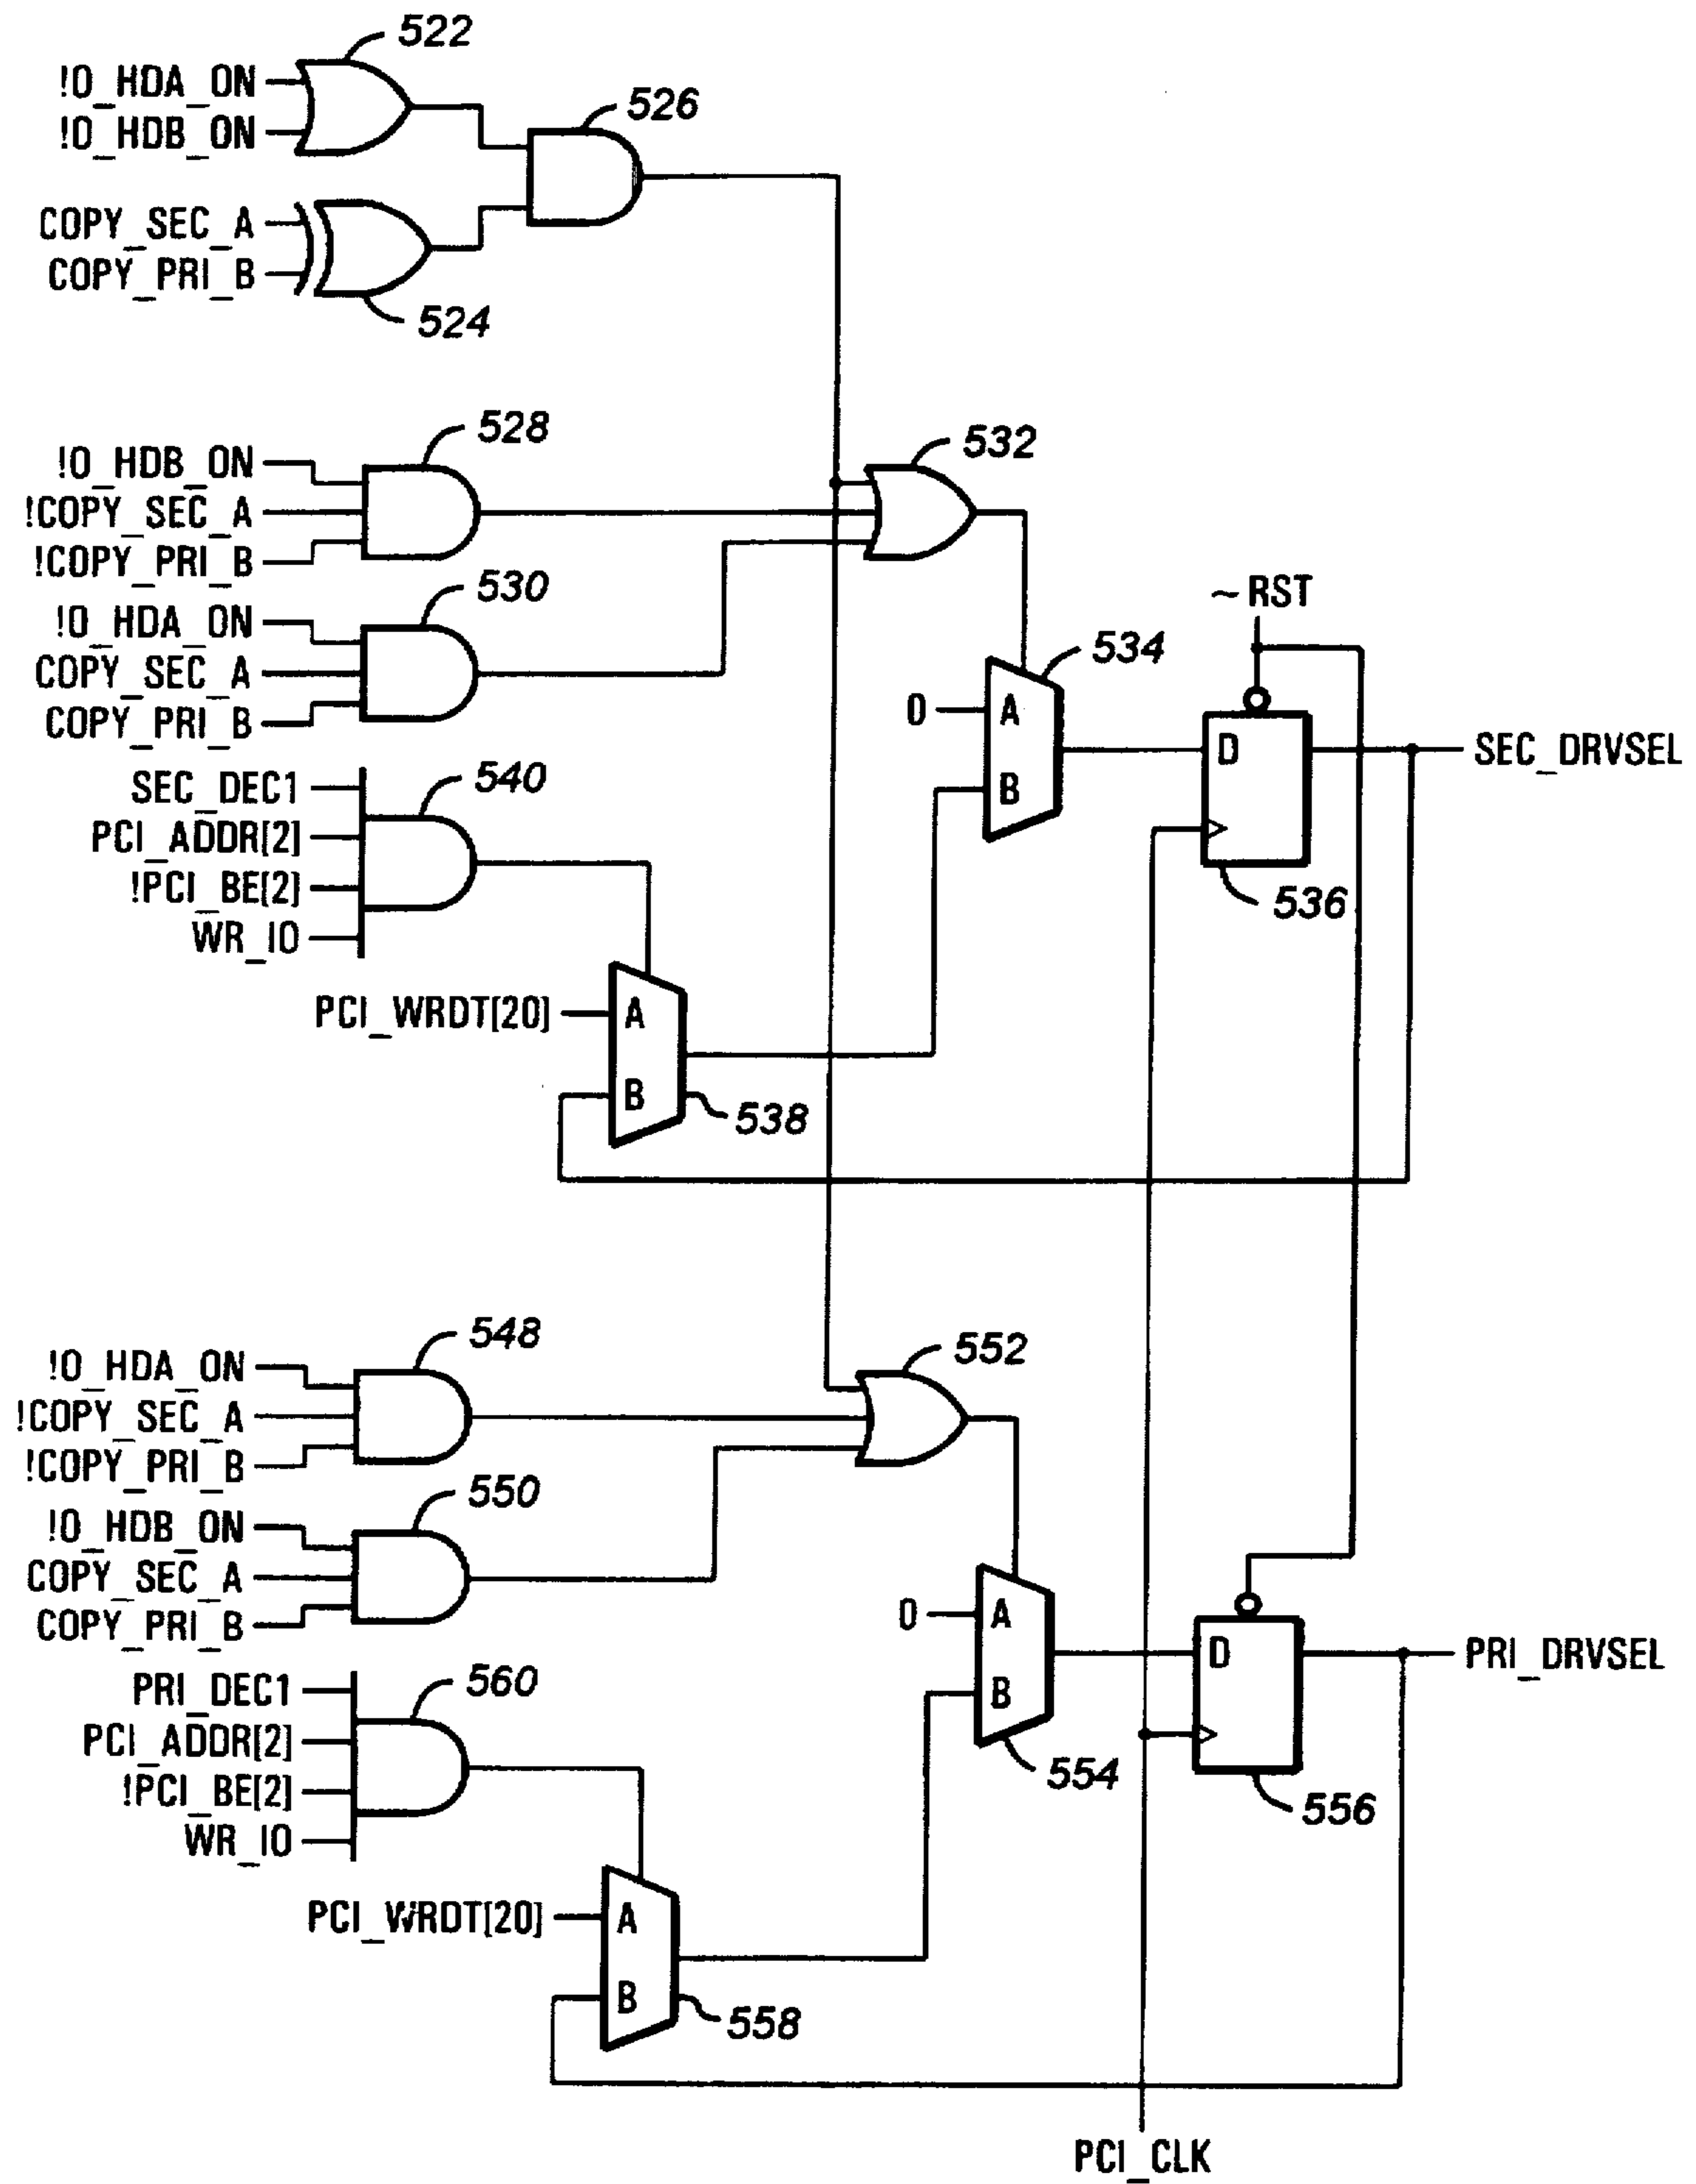 522
!O_HDA_ON
!O_HDB_ON
526
COPY_SEC_A
COPY_PRI_B
524
528
!O_HDB_ON
!COPY_SEC_A
!COPY_PRI_B
532
530
!O_HDA_ON
COPY_SEC_A
COPY_PRI_B
~RST
534
0
A
B
D
SEC_DRVSEL
536
SEC_DEC1
540
PCI_ADDR[2]
!PCI_BE[2]
WR_IO
PCI_WRDT[20]
A
B
538
548
!O_HDA_ON
!COPY_SEC_A
!COPY_PRI_B
552
550
!O_HDB_ON
COPY_SEC_A
COPY_PRI_B
0
A
B
554
D
PRI_DRVSEL
556
PRI_DEC1
560
PCI_ADDR[2]
!PCI_BE[2]
WR_IO
PCI_WRDT[20]
A
B
558
PCI_CLK